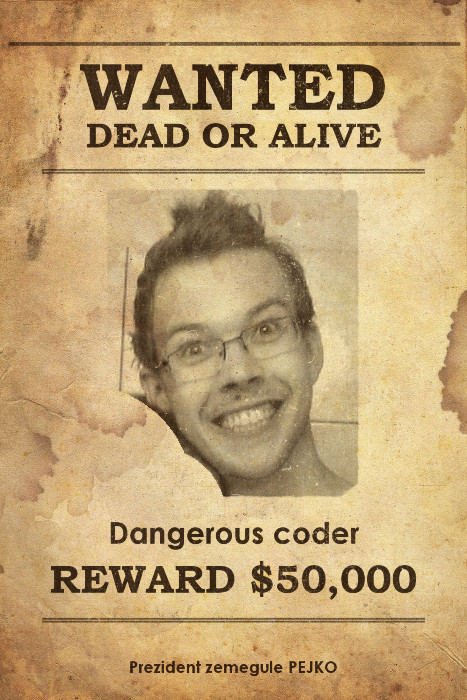 WANTED
DEAD OR ALIVE
Dangerous coder
REWARD $50,000
Prezident zemegule PEJKO